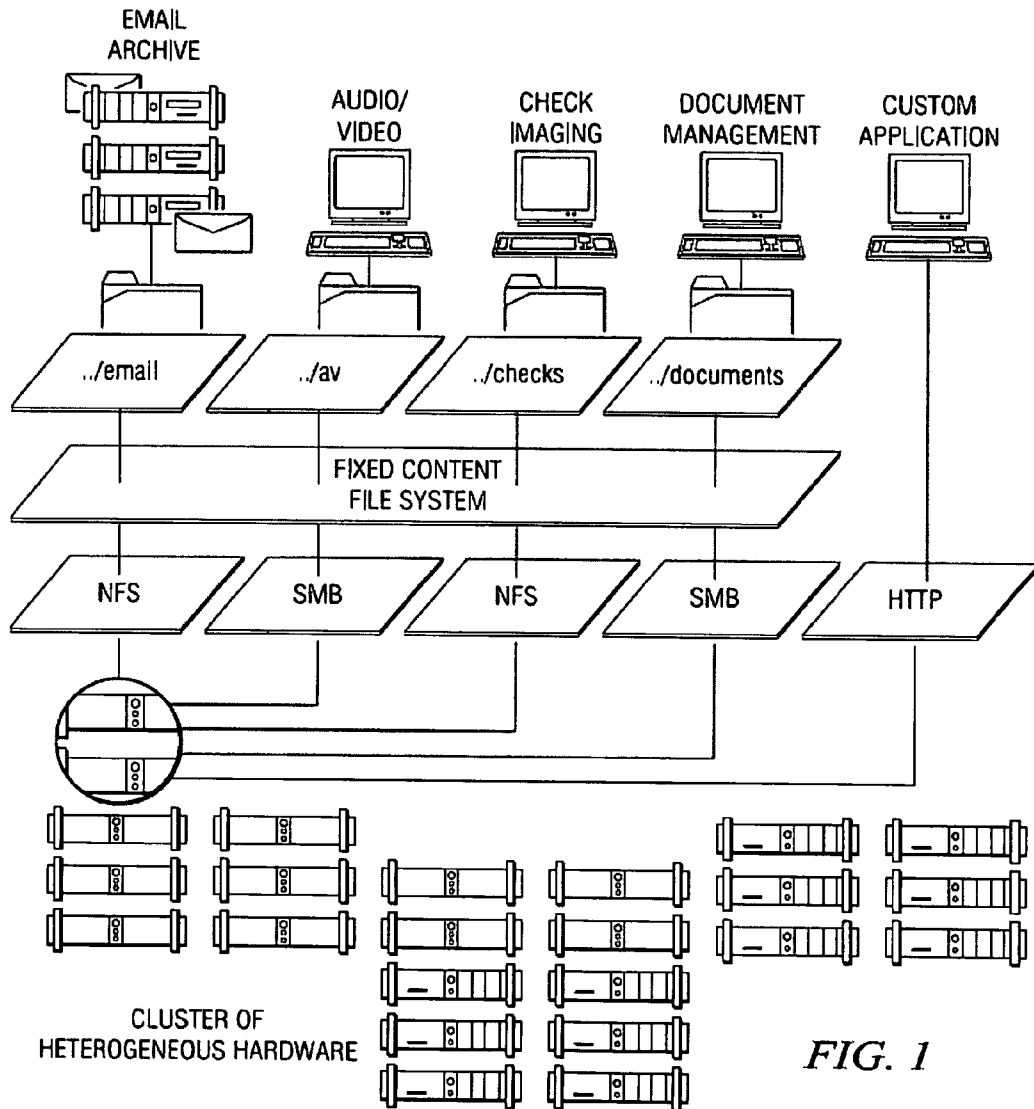 EMAIL
ARCHIVE
AUDIO/
VIDEO
CHECK
IMAGING
DOCUMENT
MANAGEMENT
CUSTOM
APPLICATION
../email
../av
../checks
../documents
FIXED CONTENT
FILE SYSTEM
NFS
SMB
NFS
SMB
HTTP
CLUSTER OF
HETEROGENEOUS HARDWARE
FIG. 1